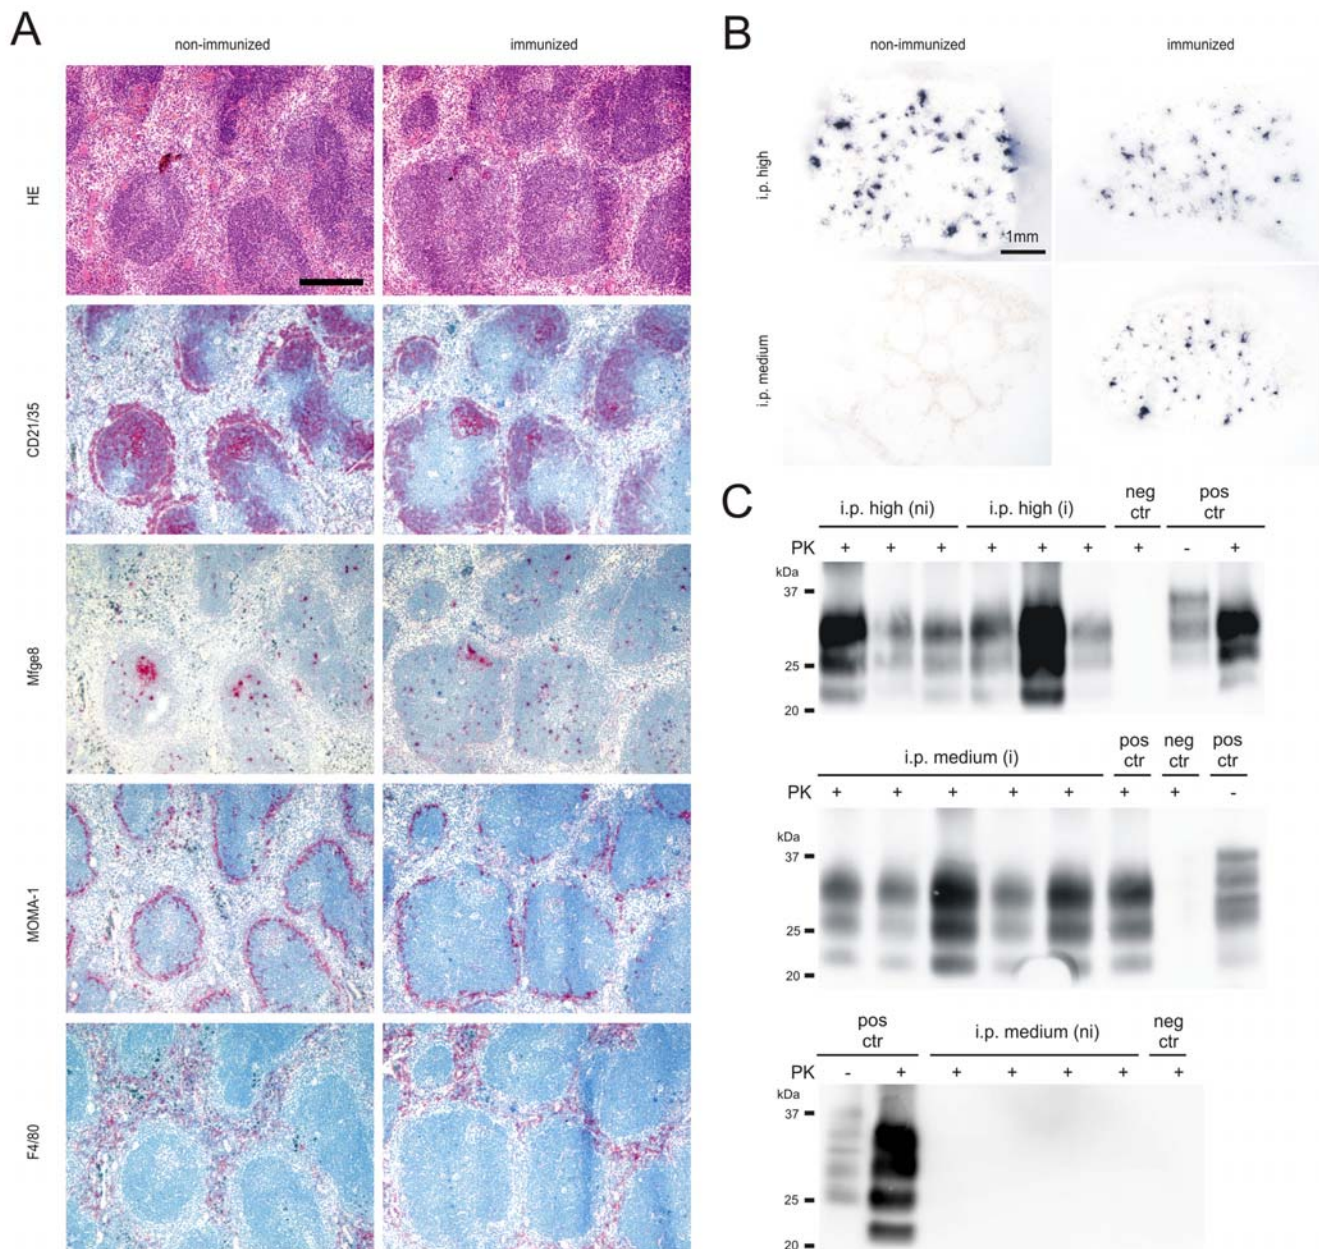 A
non-immunized immunized
HE
CD21/35
Mfge8
MOMA-1
F4/80
B
non-immunized immunized
i.p. high
1mm
i.p. medium
C
i.p. high (ni) i.p. high (i) neg ctr pos ctr
PK + + + + + + + - +
kDa
37
25
20
i.p. medium (i) pos ctr neg ctr pos ctr
PK + + + + + + + -
kDa
37
25
20
pos ctr i.p. medium (ni) neg ctr
PK - + + + + + +
kDa
37
25
20